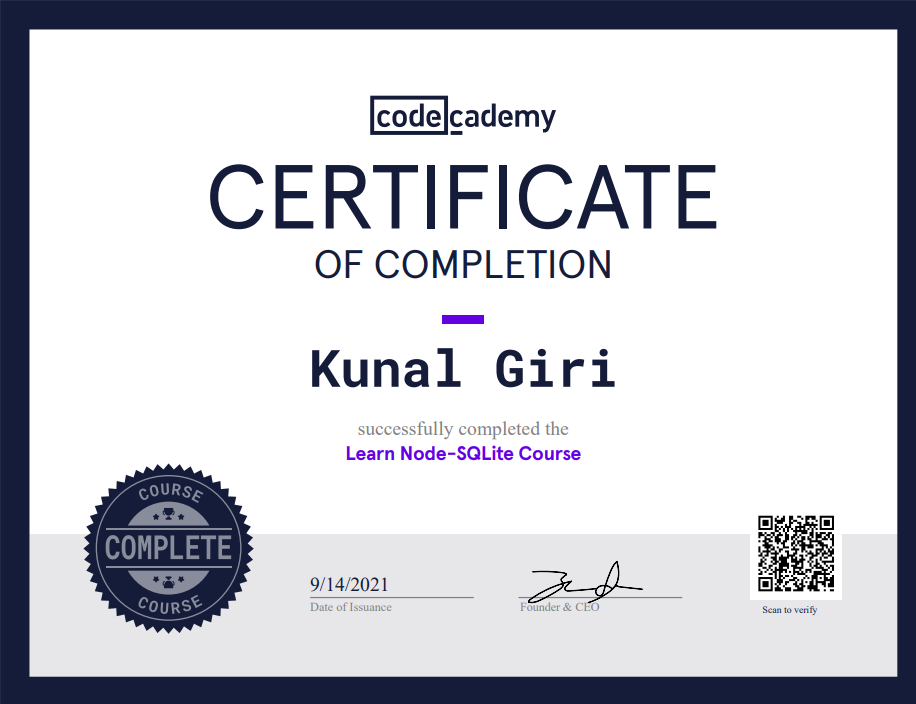 codecademy
CERTIFICATE
OF COMPLETION
Kunal Giri
successfully completed the
Learn Node-SQLite Course
COURSE
COMPLETE
COURSE
9/14/2021
Date of Issuance
Founder & CEO
Scan to verify